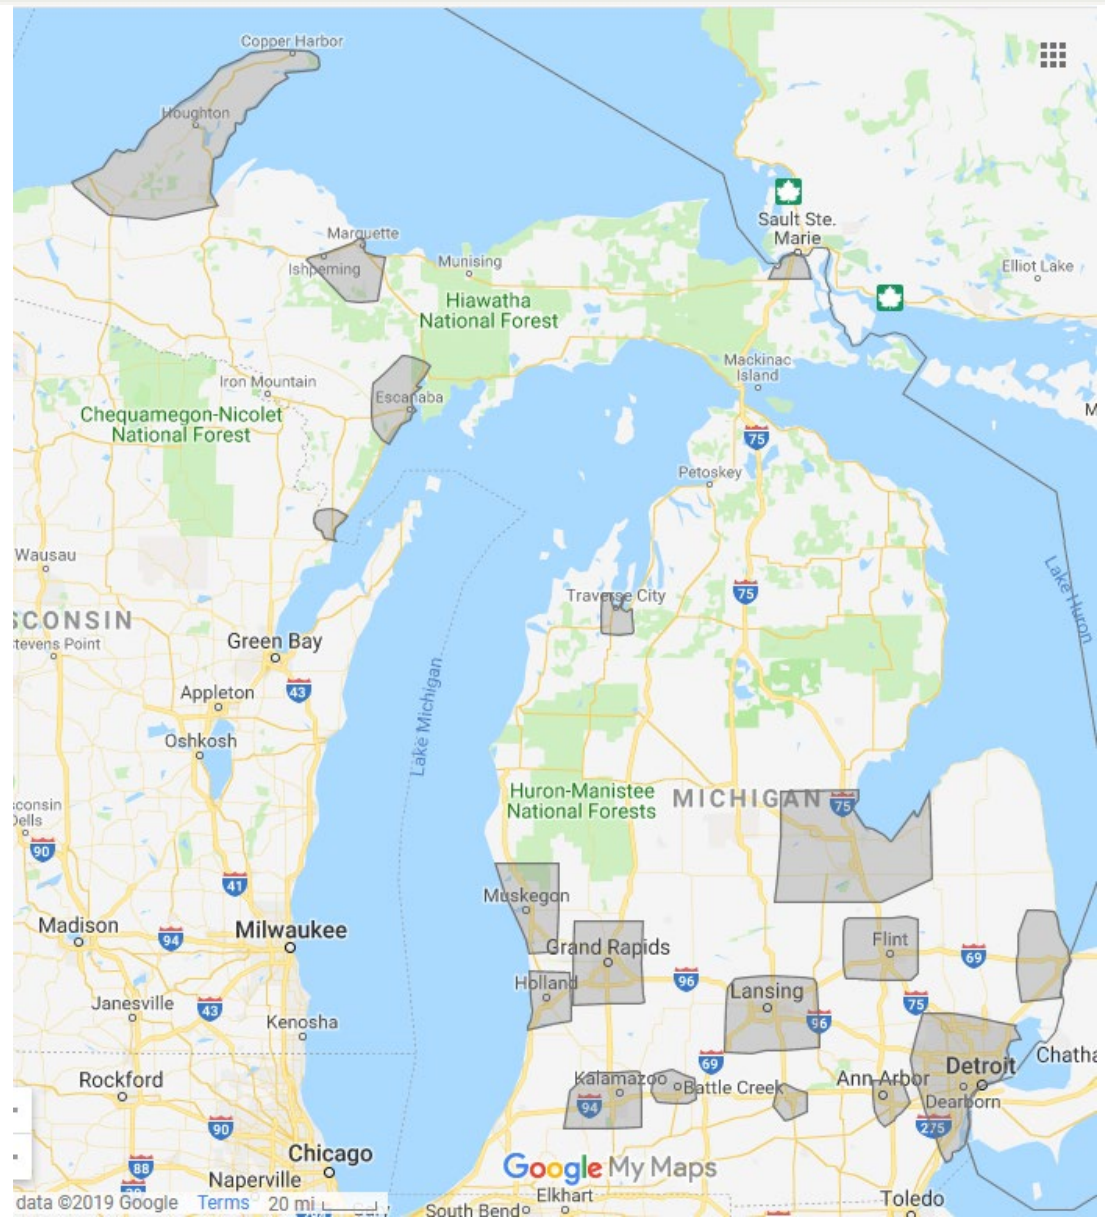 Copper Harbor
Houghton
Sault Ste.
Marie
Marquette
Ishpeming
Munising
Elliot Lake
Hiawatha
National Forest
Mackinac
Island
Iron Mountain
Escanaba
Chequamegon-Nicolet
National Forest
M
75
Petoskey
Wausau
Lake Huron
75
Traverse City
SCONSIN
tevens Point
Green Bay
43
Appleton
Lake Michigan
Oshkosh
Huron-Manistee
National Forests
MICHIGAN
75
sconsin
Dells
90
41
Muskegon
Madison
94
Milwaukee
Grand Rapids
Flint
69
Holland
96
Lansing
Janesville
43
75
Kenosha
96
69
Detroit
Chatha
Rockford
Kalamazoo
Battle Creek
Ann Arbor
94
Dearborn
90
275
Chicago
88
Naperville
Google My Maps
Elkhart
Toledo
data ©2019 Google
Terms
20 mi
South Bend